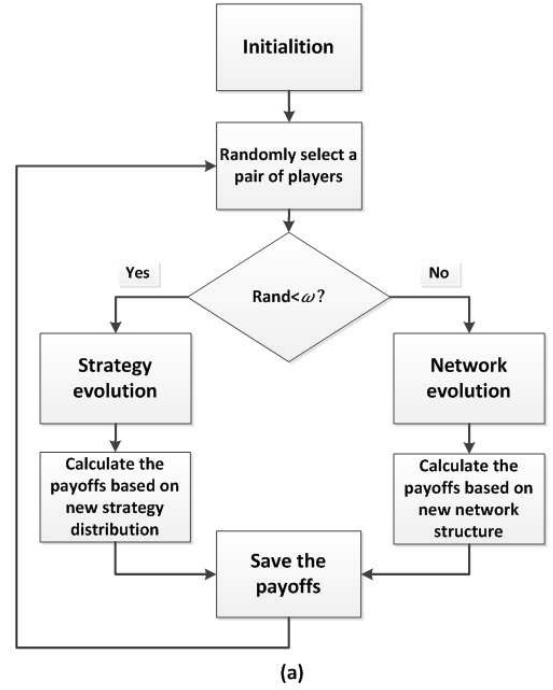 Initialition
Randomly select a
pair of players
Rand<ω?
Yes
No
Strategy
evolution
Network
evolution
Calculate the
payoffs based on
new strategy
distribution
Calculate the
payoffs based on
new network
structure
Save the
payoffs
(a)